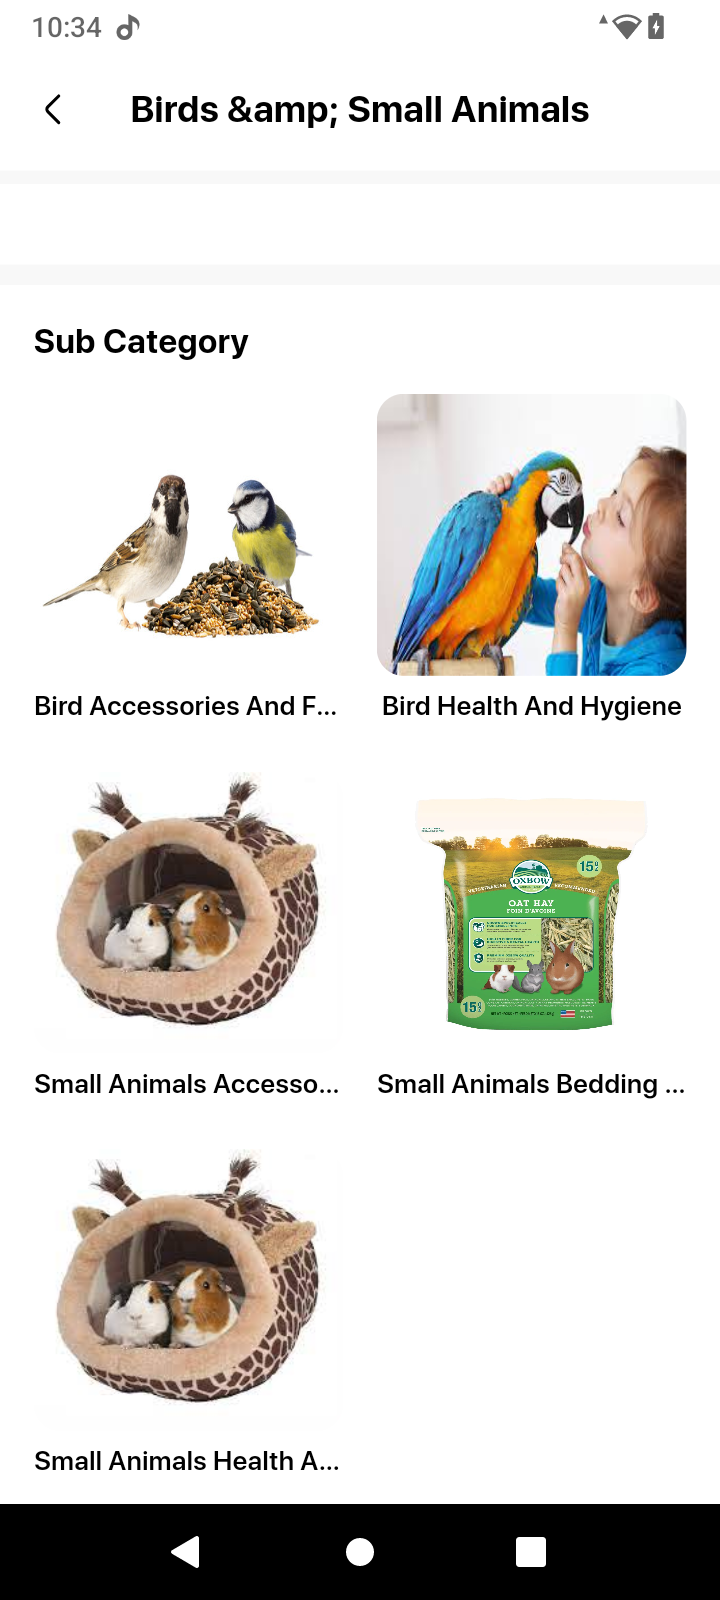 10:34
Birds &amp; Small Animals
Sub Category
Bird Accessories And F...
Bird Health And Hygiene
15
OXBOW
OAT HAY
FOIN D'AVOINE
15
Small Animals Accesso...
Small Animals Bedding ...
Small Animals Health A...